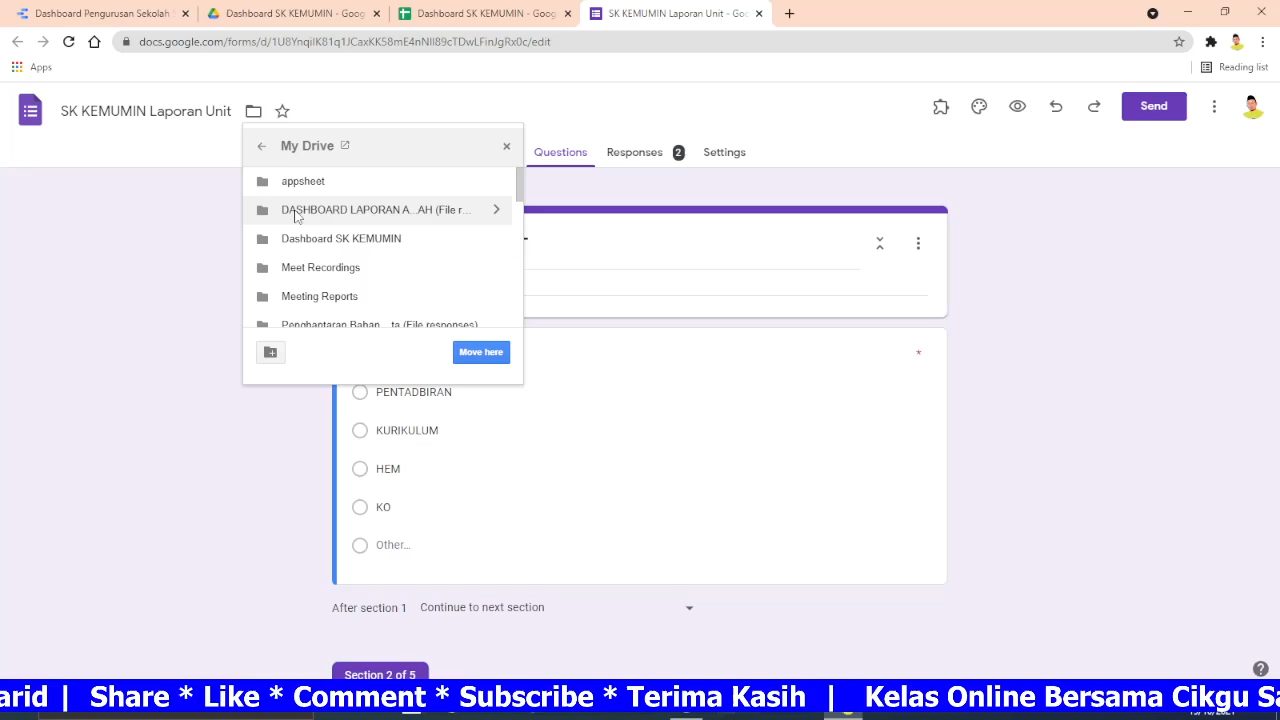 Dashboard Pengurusan Sekolah
Dashboard SK KEMUMIN - Goog
Dashboard SK KEMUMIN - Goog
SK KEMUMIN Laporan Unit - Goo
docs.google.com/forms/d/1U8YnqiIK81q1JCaxKK58mE4nNIl89cTDwLFinJgRx0c/edit
Apps
Reading list
SK KEMUMIN Laporan Unit
Send
My Drive
Questions
Responses
2
Settings
appsheet
DASHBOARD LAPORAN A...AH (File r...
Dashboard SK KEMUMIN
Meet Recordings
Meeting Reports
Penghantaran Bahan ... ta (File responses)
Move here
*
PENTADBIRAN
KURIKULUM
HEM
KO
Other...
After section 1
Continue to next section
Section 2 of 5
arid | Share * Like * Comment * Subscribe * Terima Kasih | Kelas Online Bersama Cikgu Sa